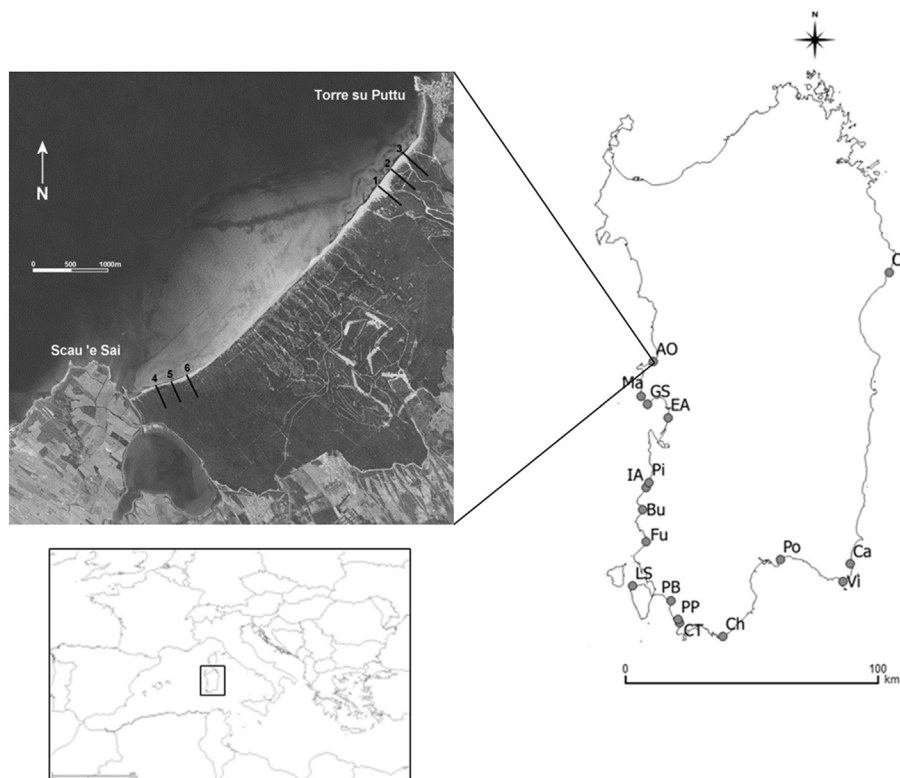 N
Torre su Puttu
N
3
2
1
0 500 1000m
Scau 'e Sai
4 5 6
O
AO
Ma
GS
EA
IA Pi
Bu
Fu
LS
PB
PP
CT
Ch
Po
Ca
Vi
0 100
km